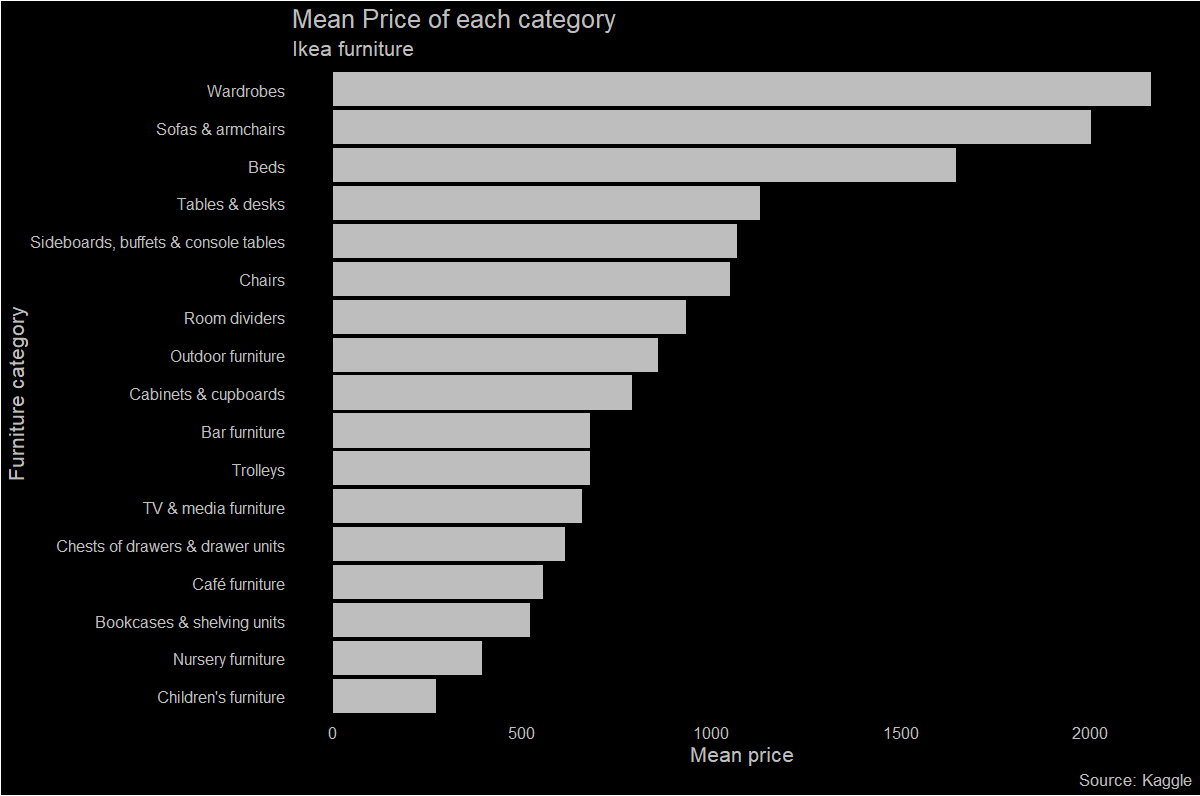 Mean Price of each category
Ikea furniture
Furniture category
Wardrobes
Sofas & armchairs
Beds
Tables & desks
Sideboards, buffets & console tables
Chairs
Room dividers
Outdoor furniture
Cabinets & cupboards
Bar furniture
Trolleys
TV & media furniture
Chests of drawers & drawer units
Café furniture
Bookcases & shelving units
Nursery furniture
Children's furniture
0 500 1000 1500 2000
Mean price
Source: Kaggle